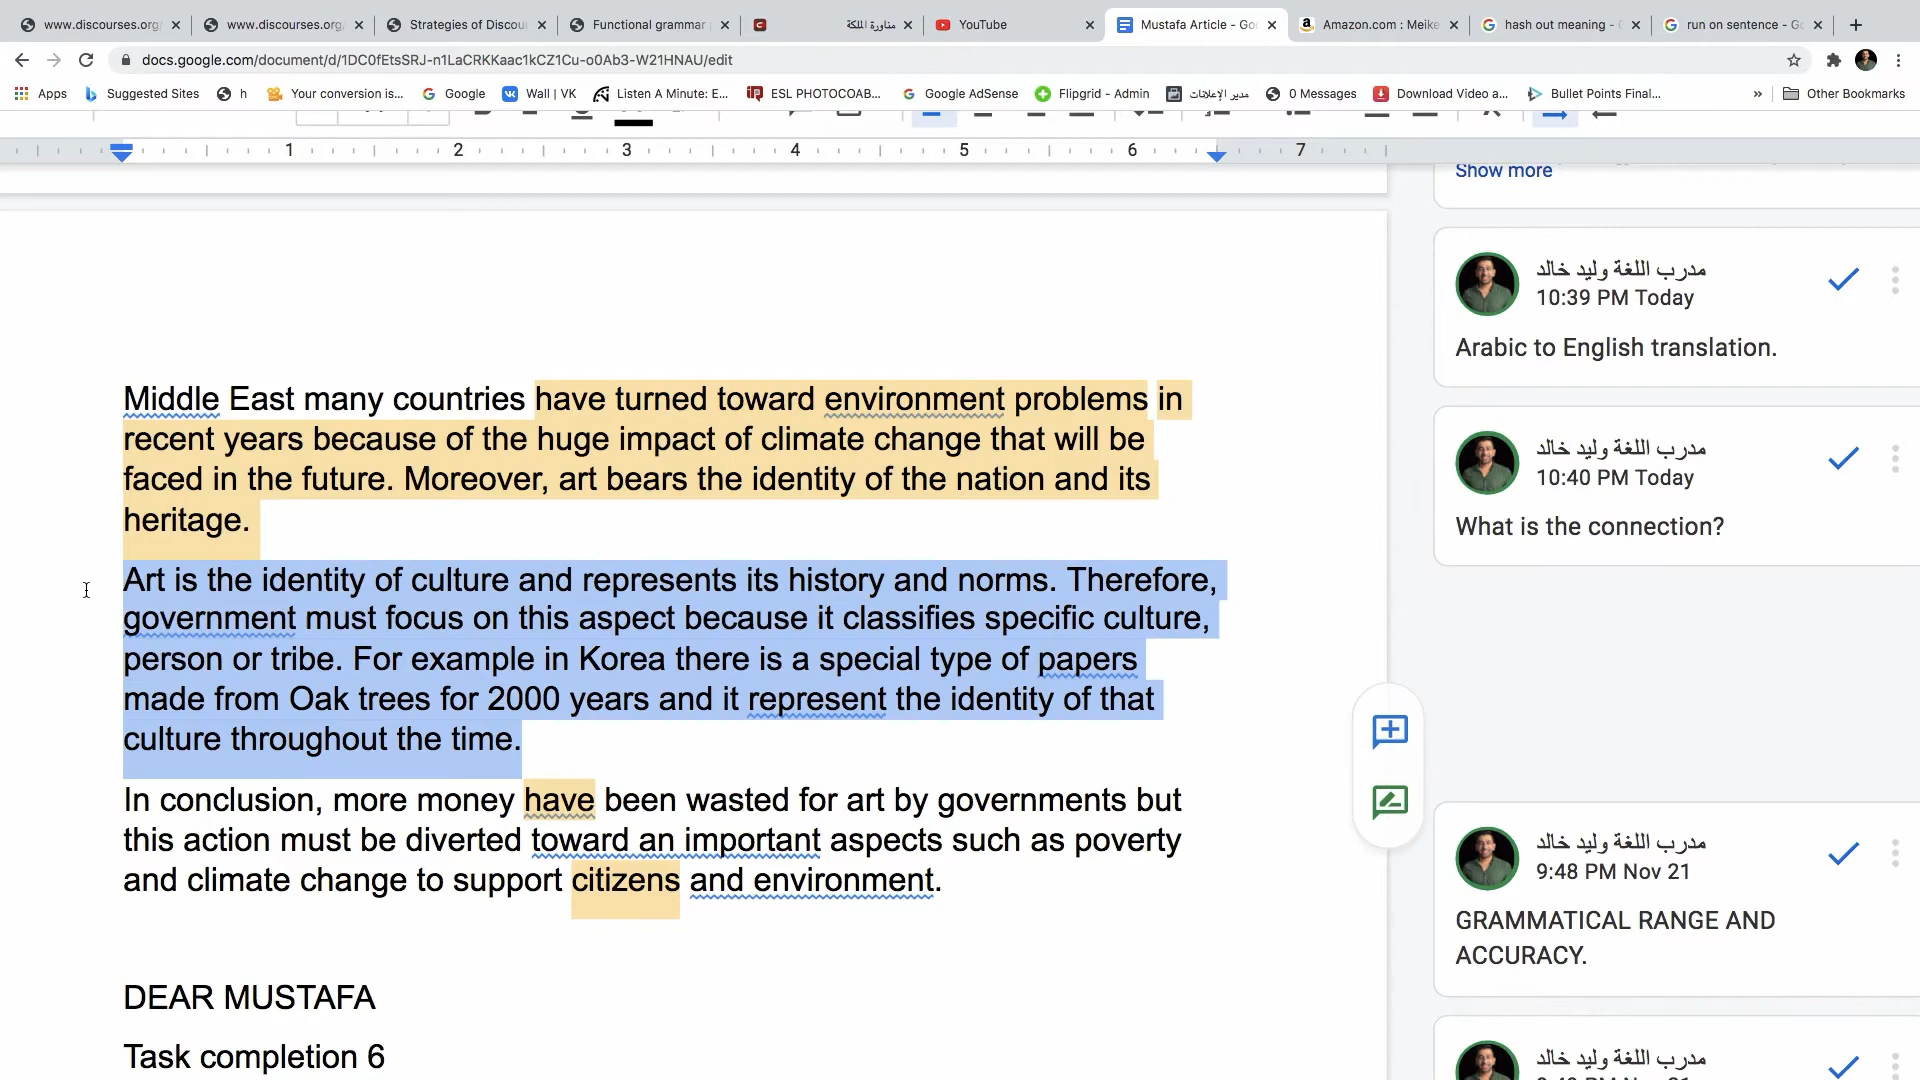 www.discourses.org/
www.discourses.org/
Strategies of Discou
Functional grammar
مناورة الملكة
YouTube
Mustafa Article - Go
Amazon.com : Meike
hash out meaning - G
run on sentence - Go
docs.google.com/document/d/1DC0fEtsSRJ-n1LaCRKKaac1kCZ1Cu-o0Ab3-W21HNAU/edit
Apps
Suggested Sites
h
Your conversion is...
Google
Wall | VK
Listen A Minute: E...
ESL PHOTOCOAB...
Google AdSense
Flipgrid - Admin
مدير الإعلانات
0 Messages
Download Video a...
Bullet Points Final...
»
Other Bookmarks
1 2 3 4 5 6 7
Show more
مدرب اللغة وليد خالد
10:39 PM Today
Arabic to English translation.
مدرب اللغة وليد خالد
10:40 PM Today
What is the connection?
Middle East many countries have turned toward environment problems in
recent years because of the huge impact of climate change that will be
faced in the future. Moreover, art bears the identity of the nation and its
heritage.
Art is the identity of culture and represents its history and norms. Therefore,
government must focus on this aspect because it classifies specific culture,
person or tribe. For example in Korea there is a special type of papers
made from Oak trees for 2000 years and it represent the identity of that
culture throughout the time.
In conclusion, more money have been wasted for art by governments but
this action must be diverted toward an important aspects such as poverty
and climate change to support citizens and environment.
DEAR MUSTAFA
Task completion 6
مدرب اللغة وليد خالد
9:48 PM Nov 21
GRAMMATICAL RANGE AND
ACCURACY.
مدرب اللغة وليد خالد